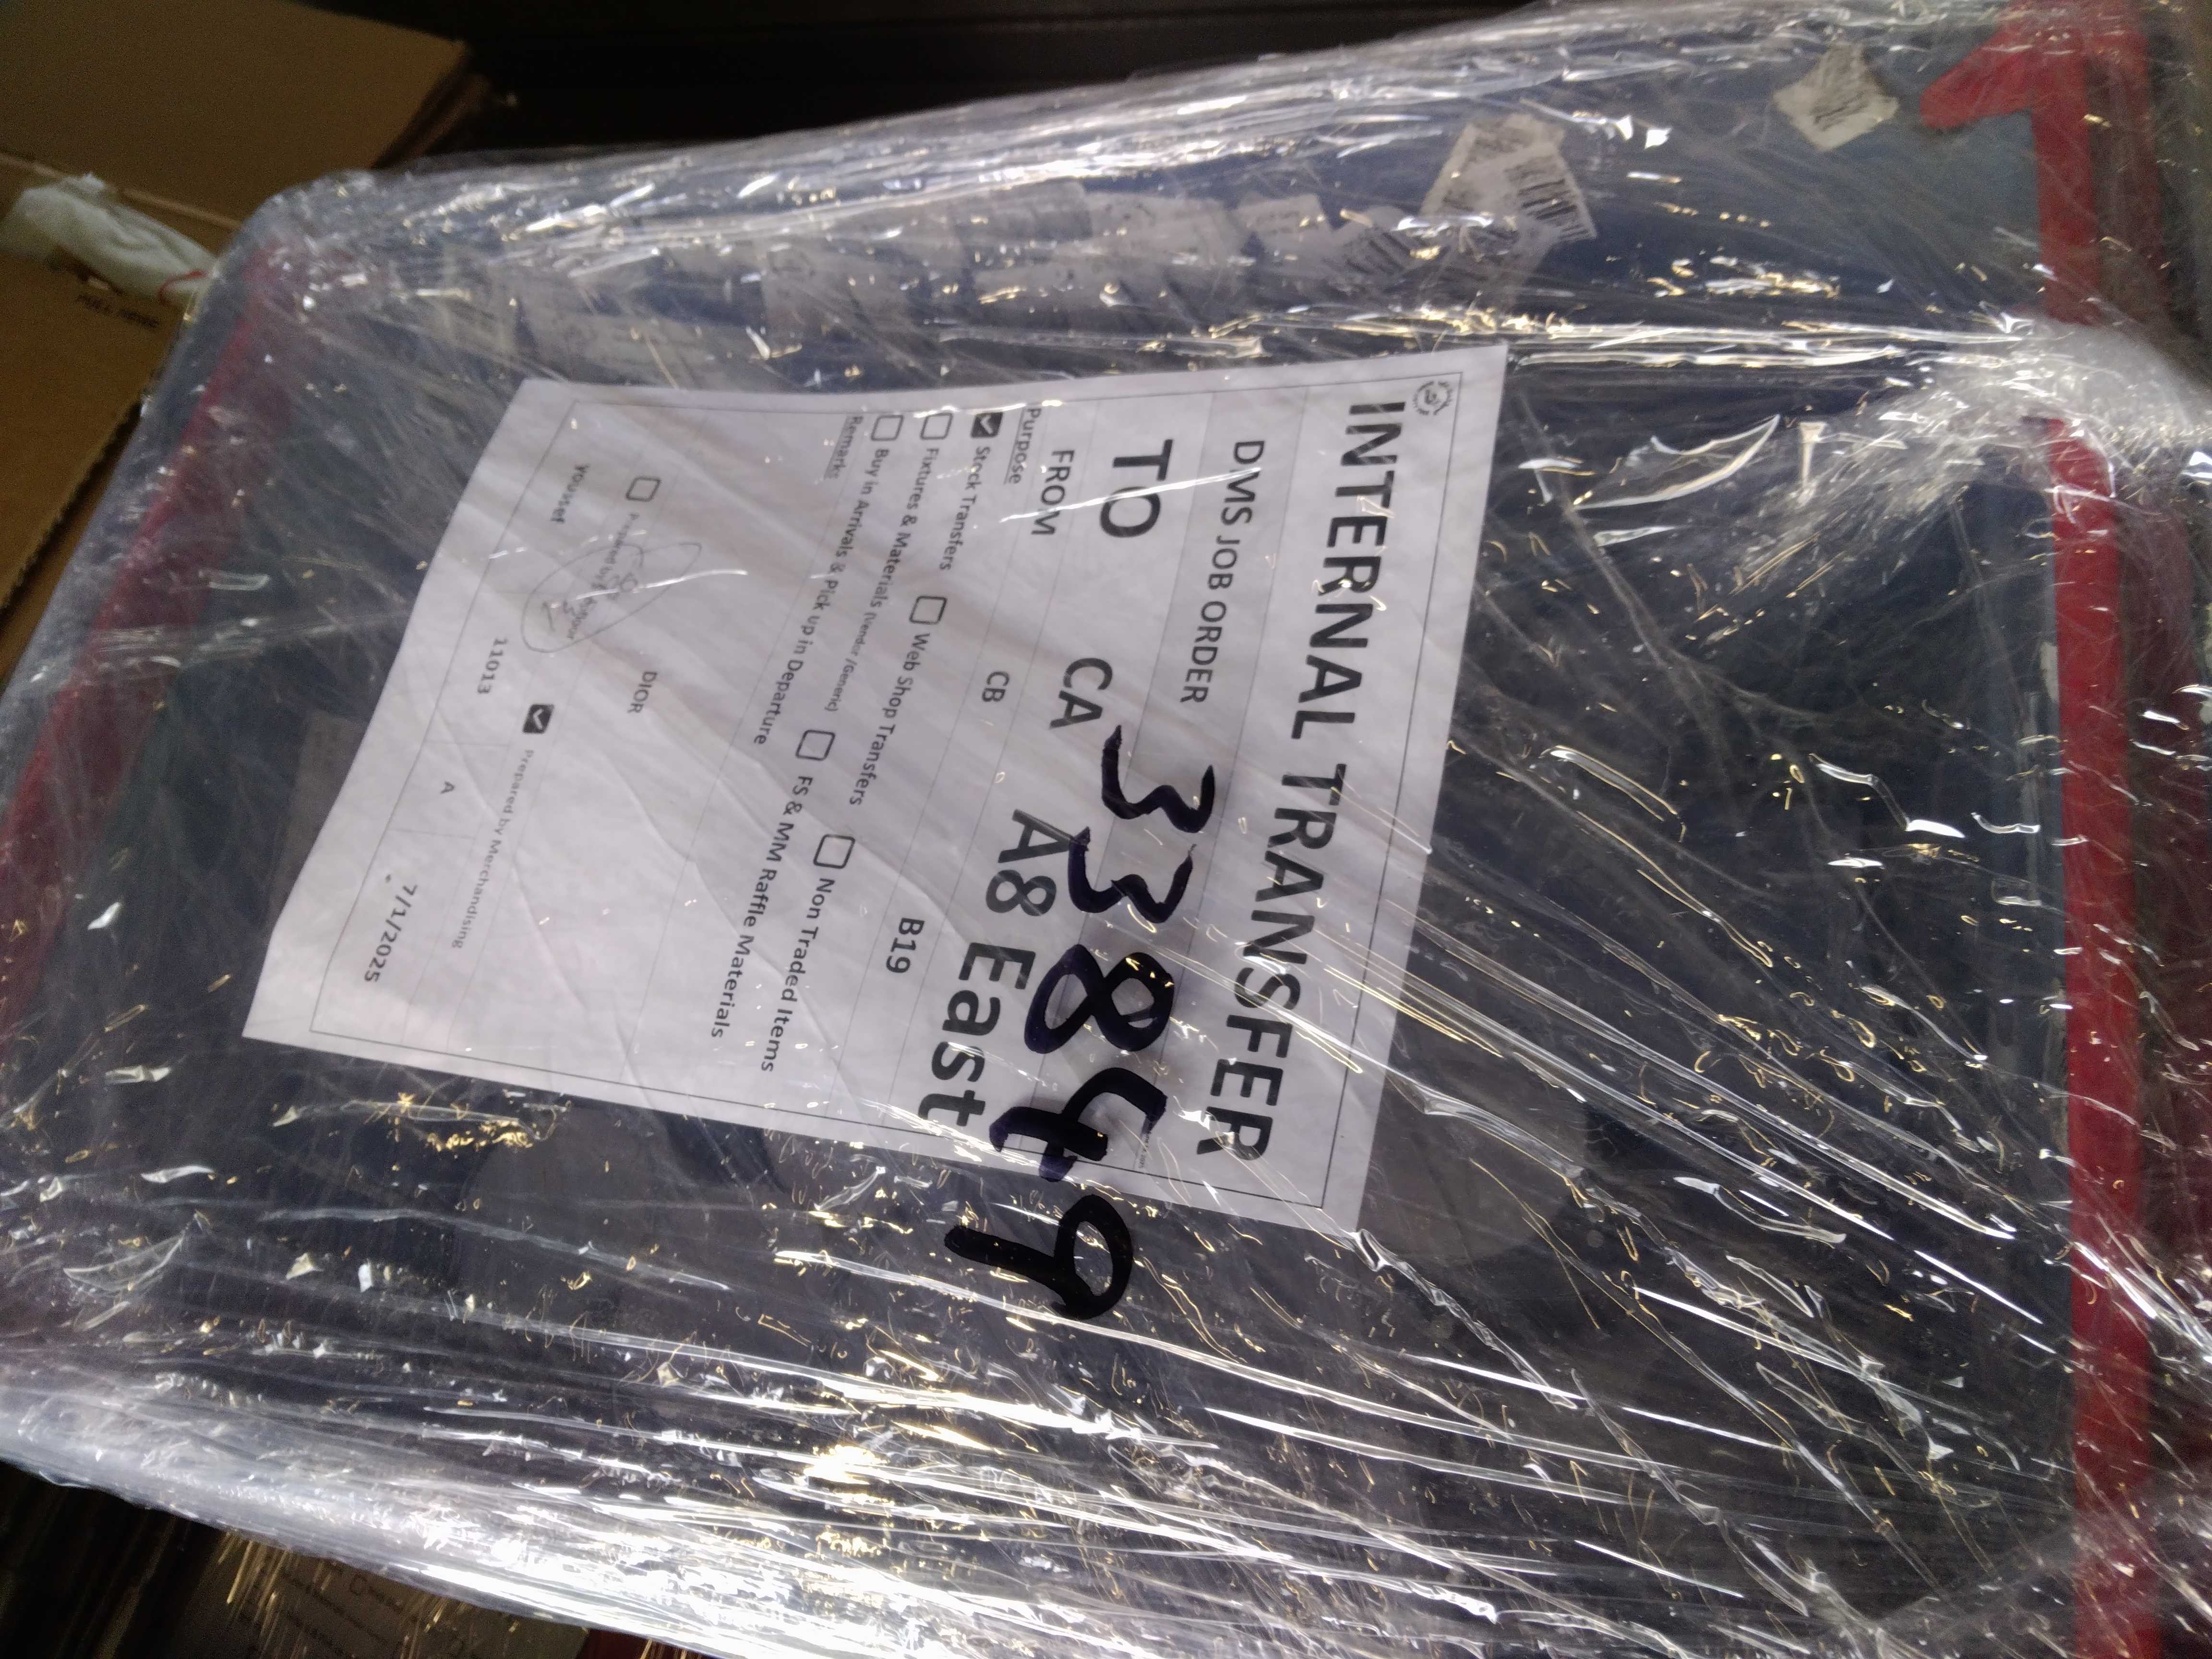 INTERNAL TRANSFER
DMS JOB ORDER
33849
TO CA A8 East
FROM CB B19
Purpose
Stock Transfers Web Shop Transfers Non Traded Items
Fixtures & Materials (Vendor /Generic) FS & MM Raffle Materials
Buy in Arrivals & Pick up in Departure
Remarks
DIOR
Prepared by Merchandising
Youssef 11013 A 7/1/2025
PULL HERE